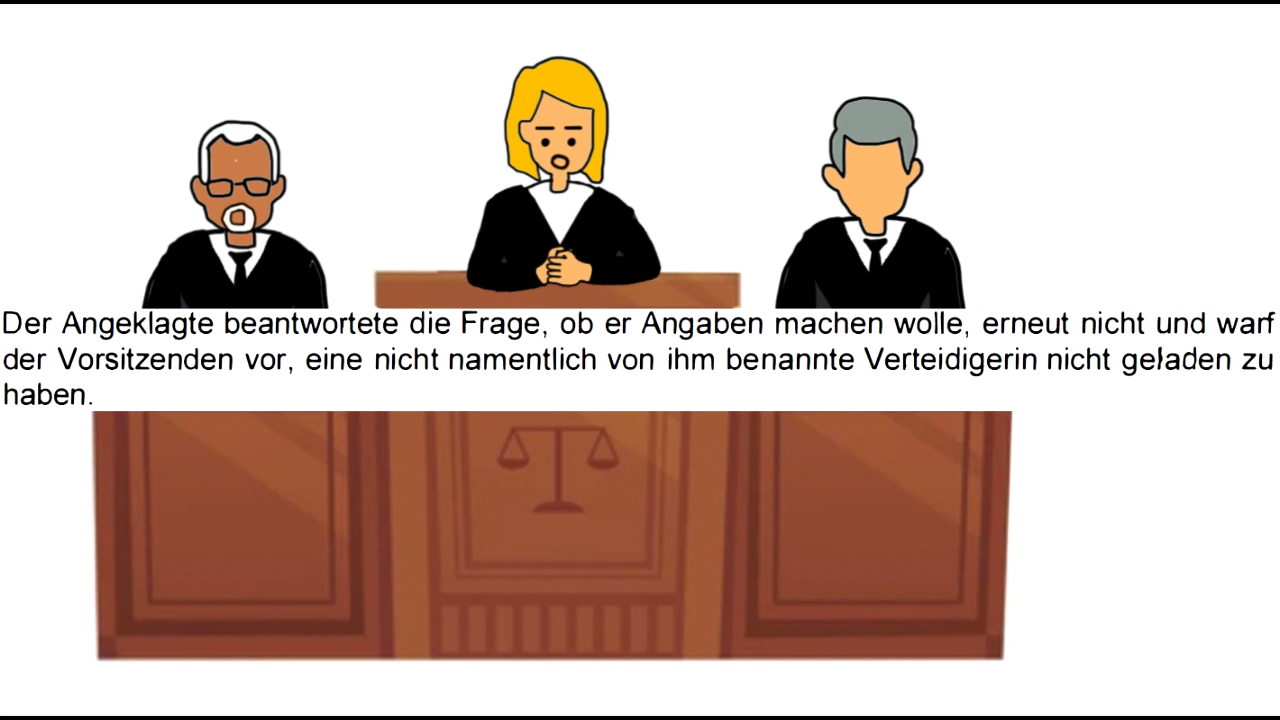 Der Angeklagte beantwortete die Frage, ob er Angaben machen wolle, erneut nicht und warf
der Vorsitzenden vor, eine nicht namentlich von ihm benannte Verteidigerin nicht geladen zu
haben.